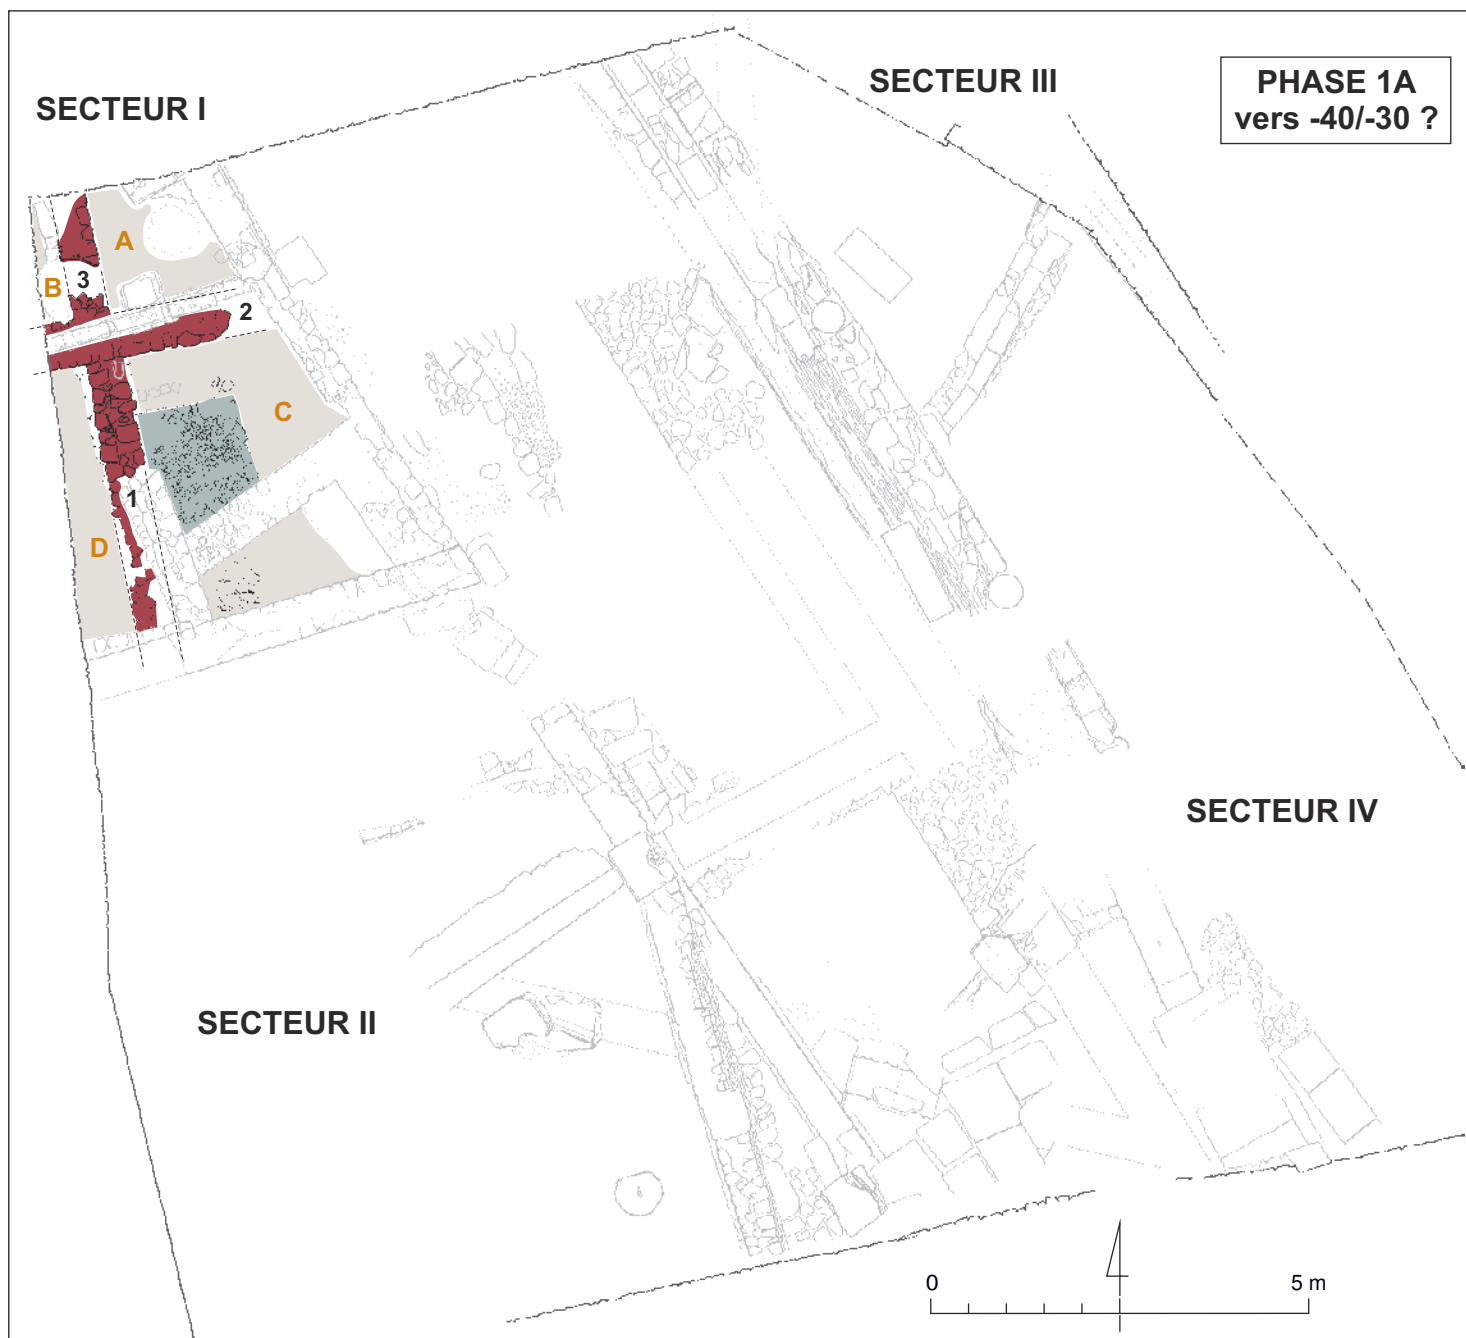 SECTEUR I
SECTEUR III
PHASE 1A
vers -40/-30 ?
A
B
3
2
C
1
D
SECTEUR IV
SECTEUR II
0
5 m